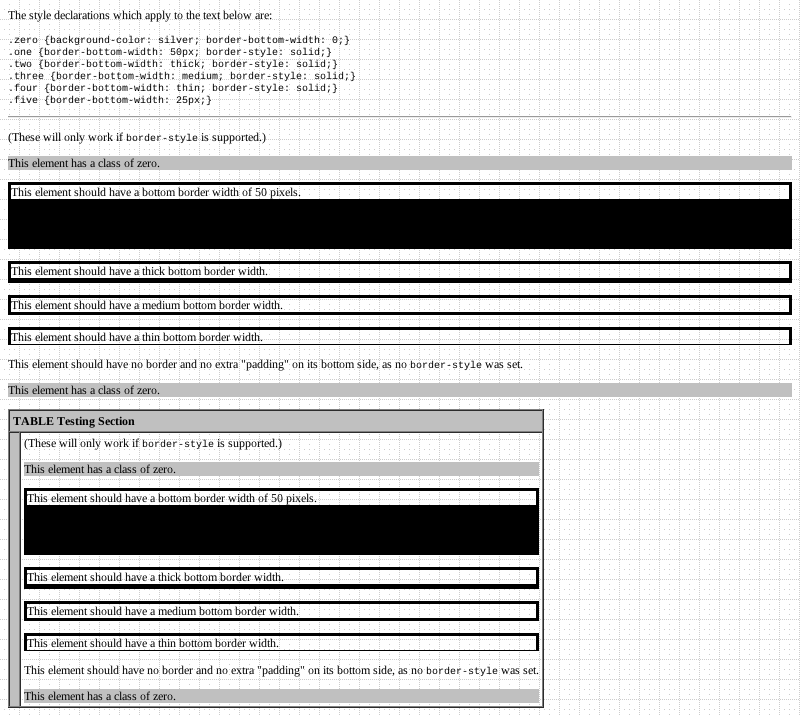 The style declarations which apply to the text below are:
.zero {background-color: silver; border-bottom-width: 0;}
.one {border-bottom-width: 50px; border-style: solid;}
.two {border-bottom-width: thick; border-style: solid;}
.three {border-bottom-width: medium; border-style: solid;}
.four {border-bottom-width: thin; border-style: solid;}
.five {border-bottom-width: 25px;}
(These will only work if border-style is supported.)
This element has a class of zero.
This element should have a bottom border width of 50 pixels.
This element should have a thick bottom border width.
This element should have a medium bottom border width.
This element should have a thin bottom border width.
This element should have no border and no extra "padding" on its bottom side, as no border-style was set.
This element has a class of zero.
TABLE Testing Section
(These will only work if border-style is supported.)
This element has a class of zero.
This element should have a bottom border width of 50 pixels.
This element should have a thick bottom border width.
This element should have a medium bottom border width.
This element should have a thin bottom border width.
This element should have no border and no extra "padding" on its bottom side, as no border-style was set.
This element has a class of zero.